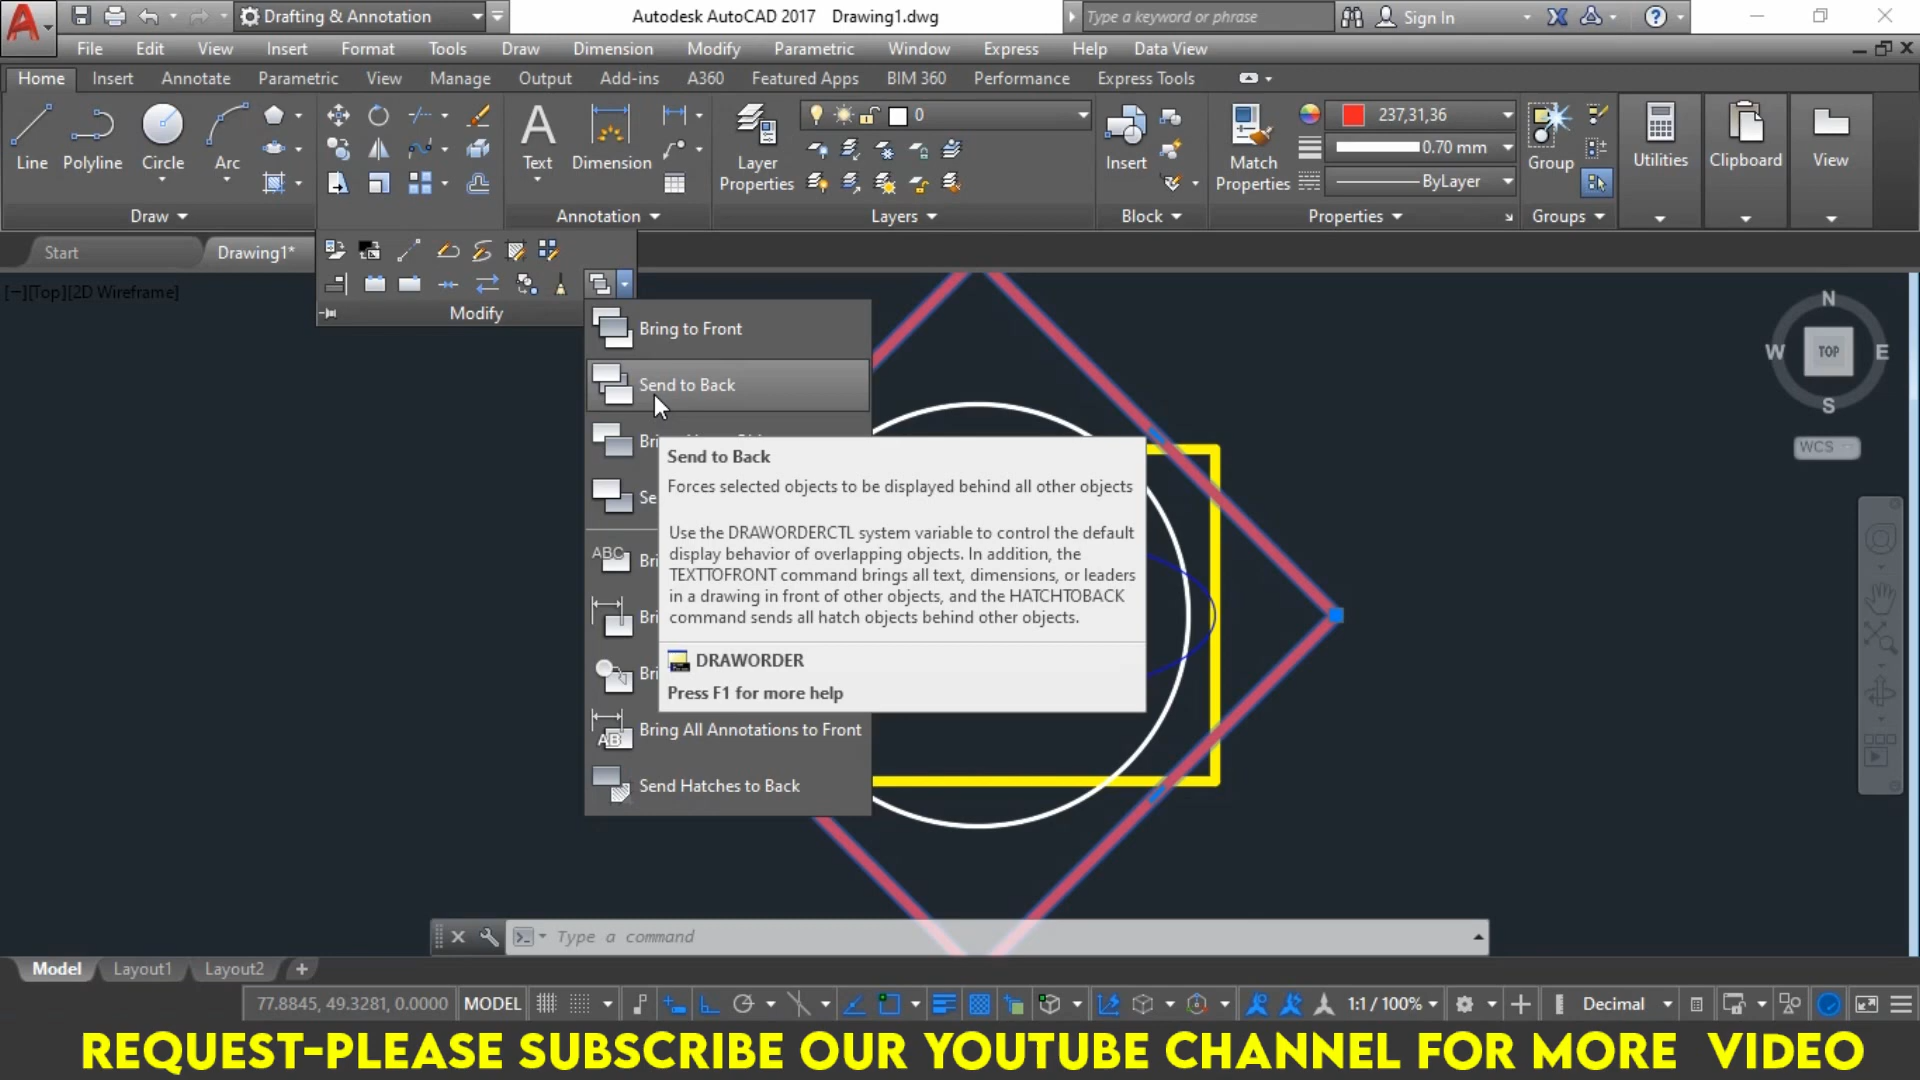 Drafting & Annotation
Autodesk AutoCAD 2017 Drawing1.dwg
Type a keyword or phrase
Sign In
File Edit View Insert Format Tools Draw Dimension Modify Parametric Window Express Help Data View
Home Insert Annotate Parametric View Manage Output Add-ins A360 Featured Apps BIM 360 Performance Express Tools
Line Polyline Circle Arc
Text Dimension
Layer Properties
0
Insert
Match Properties
237,31,36
0.70 mm
ByLayer
Group
Utilities
Clipboard
View
Draw
Annotation
Layers
Block
Properties
Groups
Start
Drawing1*
[−][Top][2D Wireframe]
Modify
Bring to Front
Send to Back
Bri
Se
ABC
Bri
Bri
Bri
AB
Bring All Annotations to Front
Send Hatches to Back
Send to Back
Forces selected objects to be displayed behind all other objects
Use the DRAWORDERCTL system variable to control the default
display behavior of overlapping objects. In addition, the
TEXTTOFRONT command brings all text, dimensions, or leaders
in a drawing in front of other objects, and the HATCHTOBACK
command sends all hatch objects behind other objects.
DRAWORDER
Press F1 for more help
N
W TOP E
S
WCS
Type a command
Model Layout1 Layout2 +
77.8845, 49.3281, 0.0000 MODEL
1:1 / 100%
Decimal
REQUEST-PLEASE SUBSCRIBE OUR YOUTUBE CHANNEL FOR MORE VIDEO